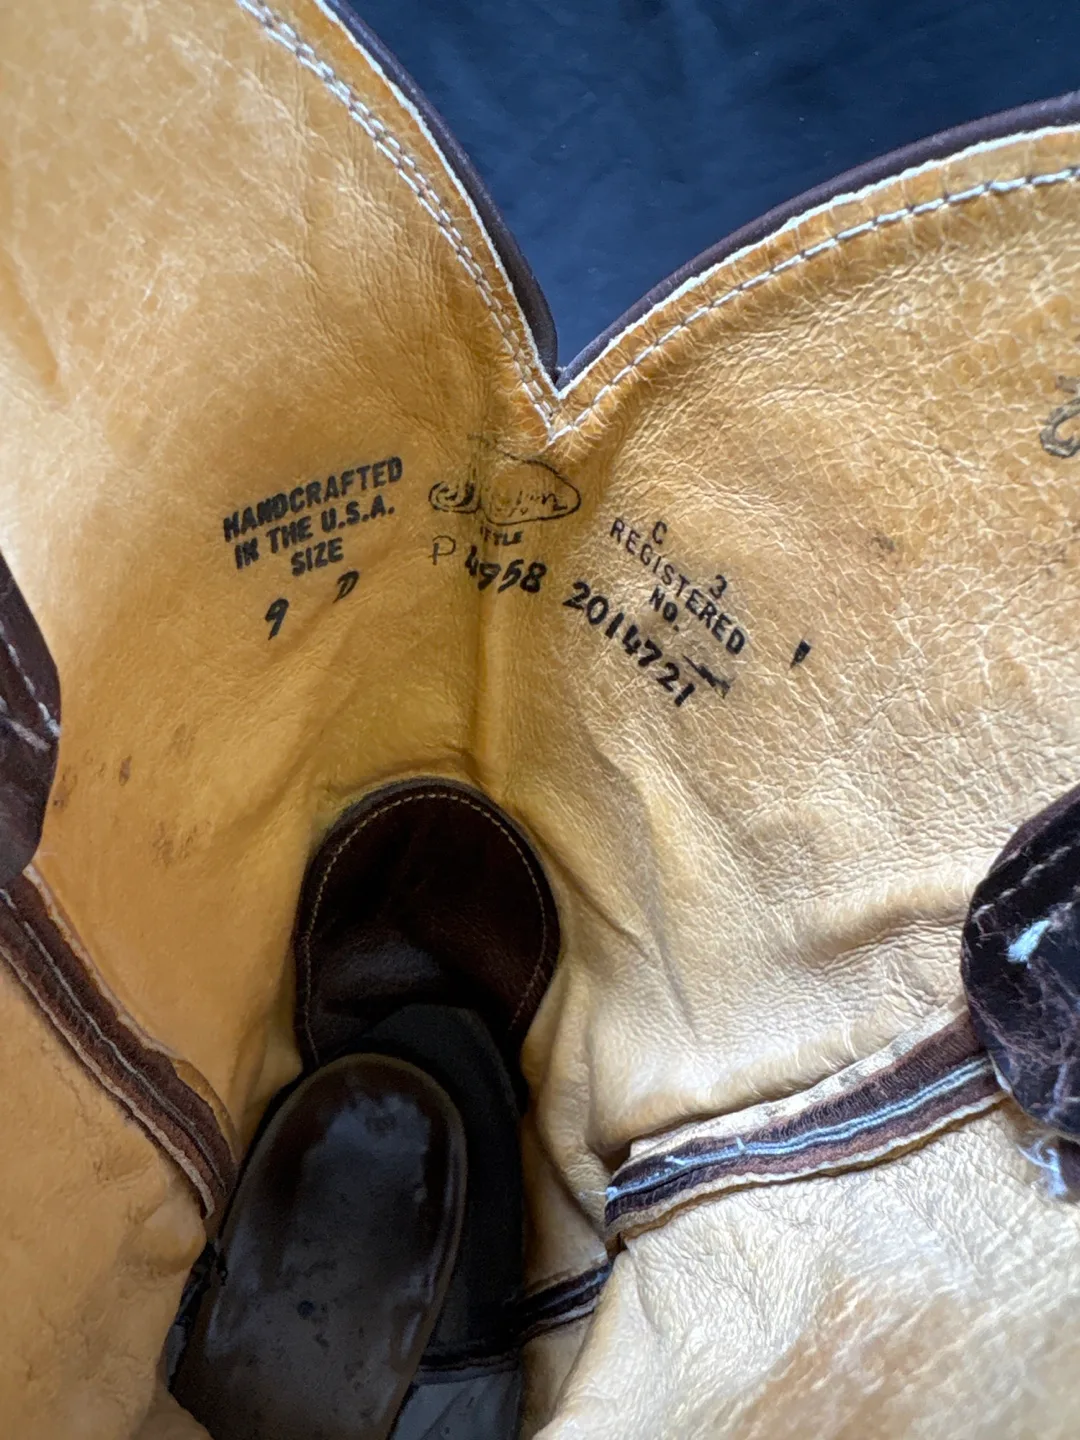 HANDCRAFTED
IN THE U.S.A.
SIZE
9 D
STYLE
P 4958
C 3
REGISTERED
NO.
2014721